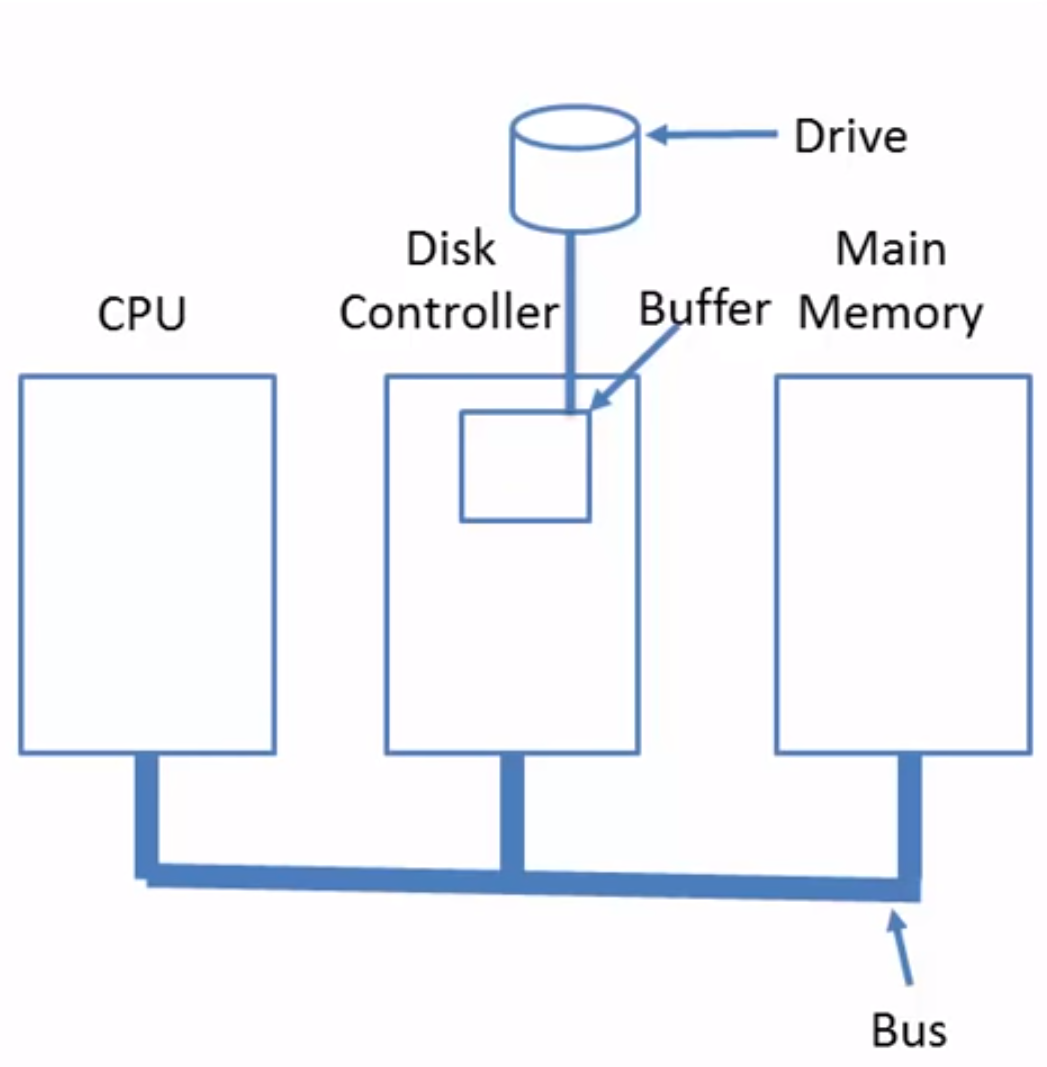 Drive
Disk
Controller
Main
Memory
CPU
Buffer
Bus